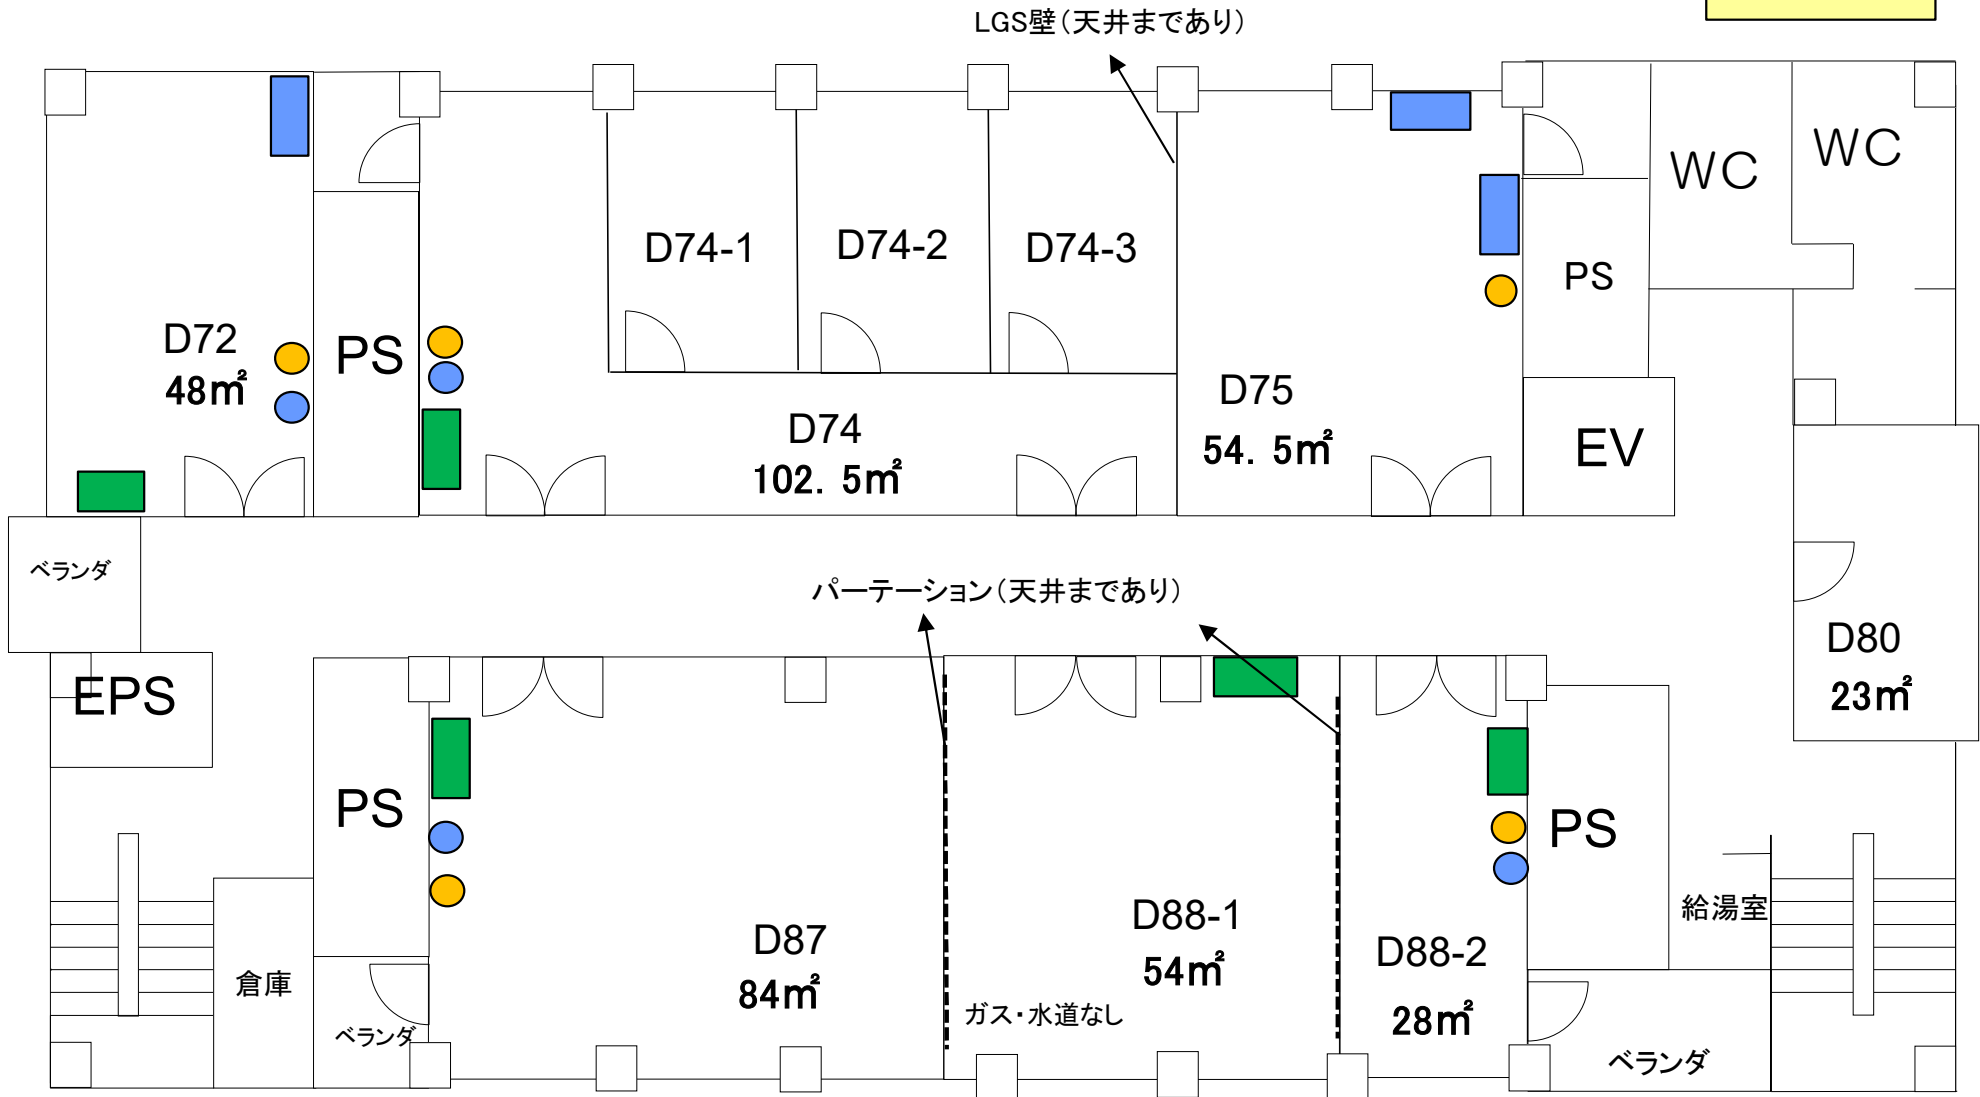 LGS壁（天井まであり）
WC
WC
D74-1
D74-2
D74-3
PS
D72
48㎡
PS
D75
54．5㎡
D74
102．5㎡
EV
ベランダ
パーテーション（天井まであり）
D80
23㎡
EPS
PS
PS
D87
84㎡
D88-1
54㎡
D88-2
28㎡
給湯室
倉庫
ガス・水道なし
ベランダ
ベランダ